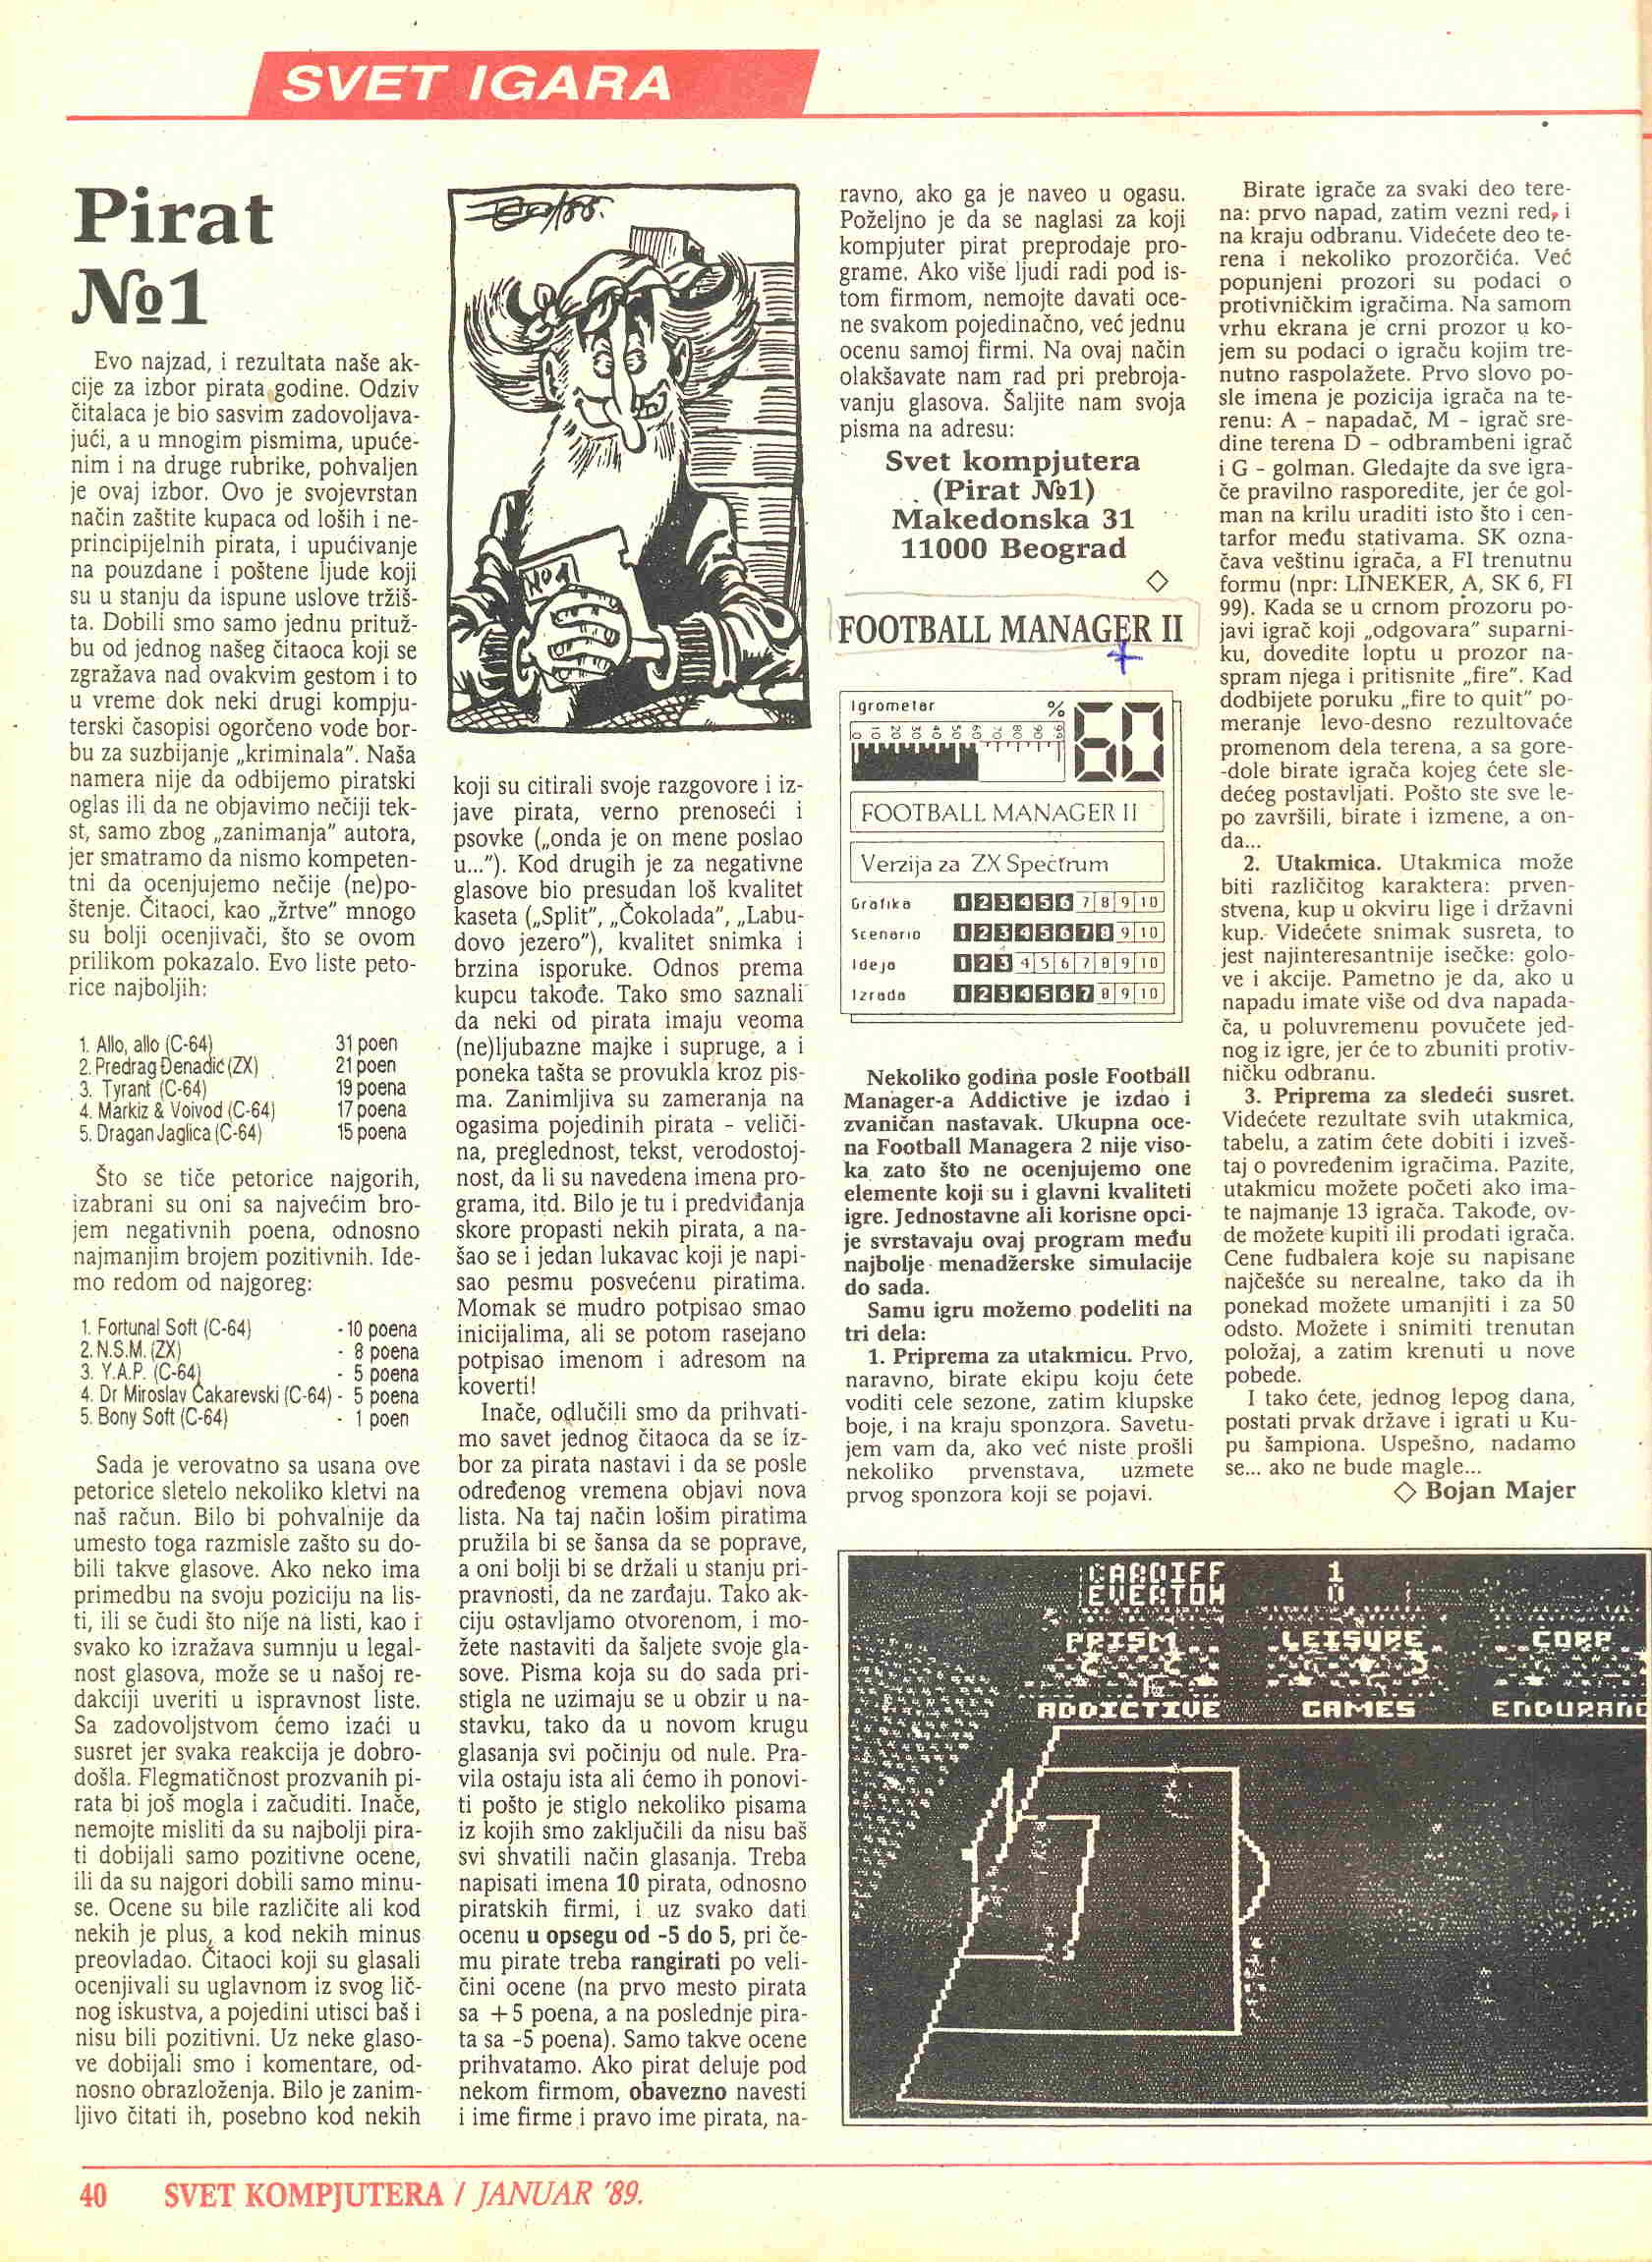 SVET IGARA
Pirat
№1
Evo najzad, i rezultata naše ak-
cije za izbor pirata godine. Odziv
čitalaca je bio sasvim zadovoljava-
jući, a u mnogim pismima, upuće-
nim i na druge rubrike, pohvaljen
je ovaj izbor. Ovo je svojevrstan
način zaštite kupaca od loših i ne-
principijelnih pirata, i upućivanje
na pouzdane i poštene ljude koji
su u stanju da ispune uslove tržiš-
ta. Dobili smo samo jednu prituž-
bu od jednog našeg čitaoca koji se
zgražava nad ovakvim gestom i to
u vreme dok neki drugi kompju-
terski časopisi ogorčeno vode bor-
bu za suzbijanje „kriminala”. Naša
namera nije da odbijemo piratski
oglas ili da ne objavimo nečiji tek-
st, samo zbog „zanimanja” autora,
jer smatramo da nismo kompeten-
tni da ocenjujemo nečije (ne)po-
štenje. Čitaoci, kao „žrtve” mnogo
su bolji ocenjivači, što se ovom
prilikom pokazalo. Evo liste peto-
rice najboljih:
1. Allo, allo (C-64) 31 poen
2. Predrag Đenadić (ZX) 21 poen
3. Tyrant (C-64) 19 poena
4. Markiz & Voivod (C-64) 17 poena
5. Dragan Jaglica (C-64) 15 poena
Što se tiče petorice najgorih,
izabrani su oni sa najvećim bro-
jem negativnih poena, odnosno
najmanjim brojem pozitivnih. Ide-
mo redom od najgoreg:
1. Fortunal Soft (C-64) -10 poena
2. N.S.M. (ZX) - 8 poena
3. Y.A.P. (C-64) - 5 poena
4. Dr Miroslav Čakarevski (C-64) - 5 poena
5. Bony Soft (C-64) - 1 poen
Sada je verovatno sa usana ove
petorice sletelo nekoliko kletvi na
naš račun. Bilo bi pohvalnije da
umesto toga razmisle zašto su do-
bili takve glasove. Ako neko ima
primedbu na svoju poziciju na lis-
ti, ili se čudi što nije na listi, kao i
svako ko izražava sumnju u legal-
nost glasova, može se u našoj re-
dakciji uveriti u ispravnost liste.
Sa zadovoljstvom ćemo izaći u
susret jer svaka reakcija je dobro-
došla. Flegmatičnost prozvanih pi-
rata bi još mogla i začuditi. Inače,
nemojte misliti da su najbolji pira-
ti dobijali samo pozitivne ocene,
ili da su najgori dobili samo minu-
se. Ocene su bile različite ali kod
nekih je plus, a kod nekih minus
preovladao. Čitaoci koji su glasali
ocenjivali su uglavnom iz svog lič-
nog iskustva, a pojedini utisci baš i
nisu bili pozitivni. Uz neke glaso-
ve dobijali smo i komentare, od-
nosno obrazloženja. Bilo je zanim-
ljivo čitati ih, posebno kod nekih
№1
koji su citirali svoje razgovore i iz-
jave pirata, verno prenoseći i
psovke („onda je on mene poslao
u...”). Kod drugih je za negativne
glasove bio presudan loš kvalitet
kaseta („Split”, „Čokolada”, „Labu-
dovo jezero”), kvalitet snimka i
brzina isporuke. Odnos prema
kupcu takođe. Tako smo saznali
da neki od pirata imaju veoma
(ne)ljubazne majke i supruge, a i
poneka tašta se provukla kroz pis-
ma. Zanimljiva su zameranja na
ogasima pojedinih pirata - veliči-
na, preglednost, tekst, verodostoj-
nost, da li su navedena imena pro-
grama, itd. Bilo je tu i predviđanja
skore propasti nekih pirata, a na-
šao se i jedan lukavac koji je napi-
sao pesmu posvećenu piratima.
Momak se mudro potpisao smao
inicijalima, ali se potom rasejano
potpisao imenom i adresom na
koverti!
Inače, odlučili smo da prihvati-
mo savet jednog čitaoca da se iz-
bor za pirata nastavi i da se posle
određenog vremena objavi nova
lista. Na taj način lošim piratima
pružila bi se šansa da se poprave,
a oni bolji bi se držali u stanju pri-
pravnosti, da ne zarđaju. Tako ak-
ciju ostavljamo otvorenom, i mo-
žete nastaviti da šaljete svoje gla-
sove. Pisma koja su do sada pri-
stigla ne uzimaju se u obzir u na-
stavku, tako da u novom krugu
glasanja svi počinju od nule. Pra-
vila ostaju ista ali ćemo ih ponovi-
ti pošto je stiglo nekoliko pisama
iz kojih smo zaključili da nisu baš
svi shvatili način glasanja. Treba
napisati imena 10 pirata, odnosno
piratskih firmi, i uz svako dati
ocenu u opsegu od -5 do 5, pri če-
mu pirate treba rangirati po veli-
čini ocene (na prvo mesto pirata
sa +5 poena, a na poslednje pira-
ta sa -5 poena). Samo takve ocene
prihvatamo. Ako pirat deluje pod
nekom firmom, obavezno navesti
i ime firme i pravo ime pirata, na-
ravno, ako ga je naveo u ogasu.
Poželjno je da se naglasi za koji
kompjuter pirat preprodaje pro-
grame. Ako više ljudi radi pod is-
tom firmom, nemojte davati oce-
ne svakom pojedinačno, već jednu
ocenu samoj firmi. Na ovaj način
olakšavate nam rad pri prebroja-
vanju glasova. Šaljite nam svoja
pisma na adresu:
Svet kompjutera
(Pirat №1)
Makedonska 31
11000 Beograd
FOOTBALL MANAGER II
Igrometar % 60
0 10 20 30 40 50 60 70 80 90 99
FOOTBALL MANAGER II
Verzija za ZX Spectrum
Grafika 1 2 3 4 5 6 7 8 9 10
Scenario 1 2 3 4 5 6 7 8 9 10
Ideja 1 2 3 4 5 6 7 8 9 10
Izrada 1 2 3 4 5 6 7 8 9 10
Nekoliko godina posle Football
Manager-a Addictive je izdao i
zvaničan nastavak. Ukupna oce-
na Football Managera 2 nije viso-
ka zato što ne ocenjujemo one
elemente koji su i glavni kvaliteti
igre. Jednostavne ali korisne opci-
je svrstavaju ovaj program među
najbolje menadžerske simulacije
do sada.
Samu igru možemo podeliti na
tri dela:
1. Priprema za utakmicu. Prvo,
naravno, birate ekipu koju ćete
voditi cele sezone, zatim klupske
boje, i na kraju sponzora. Savetu-
jem vam da, ako već niste prošli
nekoliko prvenstava, uzmete
prvog sponzora koji se pojavi.
Birate igrače za svaki deo tere-
na: prvo napad, zatim vezni red, i
na kraju odbranu. Videćete deo te-
rena i nekoliko prozorčića. Već
popunjeni prozori su podaci o
protivničkim igračima. Na samom
vrhu ekrana je crni prozor u ko-
jem su podaci o igraču kojim tre-
nutno raspolažete. Prvo slovo po-
sle imena je pozicija igrača na te-
renu: A - napadač, M - igrač sre-
dine terena D - odbrambeni igrač
i G - golman. Gledajte da sve igra-
če pravilno rasporedite, jer će gol-
man na krilu uraditi isto što i cen-
tarfor među stativama. SK ozna-
čava veštinu igrača, a FI trenutnu
formu (npr: LINEKER, A, SK 6, FI
99). Kada se u crnom prozoru po-
javi igrač koji „odgovara” suparni-
ku, dovedite loptu u prozor na-
spram njega i pritisnite „fire”. Kad
dodbijete poruku „fire to quit” po-
meranje levo-desno rezultovaće
promenom dela terena, a sa gore-
-dole birate igrača kojeg ćete sle-
dećeg postavljati. Pošto ste sve le-
po završili, birate i izmene, a on-
da...
2. Utakmica. Utakmica može
biti različitog karaktera: prven-
stvena, kup u okviru lige i državni
kup. Videćete snimak susreta, to
jest najinteresantnije isečke: golo-
ve i akcije. Pametno je da, ako u
napadu imate više od dva napada-
ča, u poluvremenu povučete jed-
nog iz igre, jer će to zbuniti protiv-
ničku odbranu.
3. Priprema za sledeći susret.
Videćete rezultate svih utakmica,
tabelu, a zatim ćete dobiti i izveš-
taj o povređenim igračima. Pazite,
utakmicu možete početi ako ima-
te najmanje 13 igrača. Takođe, ov-
de možete kupiti ili prodati igrača.
Cene fudbalera koje su napisane
najčešće su nerealne, tako da ih
ponekad možete umanjiti i za 50
odsto. Možete i snimiti trenutan
položaj, a zatim krenuti u nove
pobede.
I tako ćete, jednog lepog dana,
postati prvak države i igrati u Ku-
pu šampiona. Uspešno, nadamo
se... ako ne bude magle...
Bojan Majer
CARDIFF 1
EVERTON 0
PRISM LEISURE CORP
ADDICTIVE GAMES ENDURANC
40 SVET KOMPJUTERA / JANUAR '89.